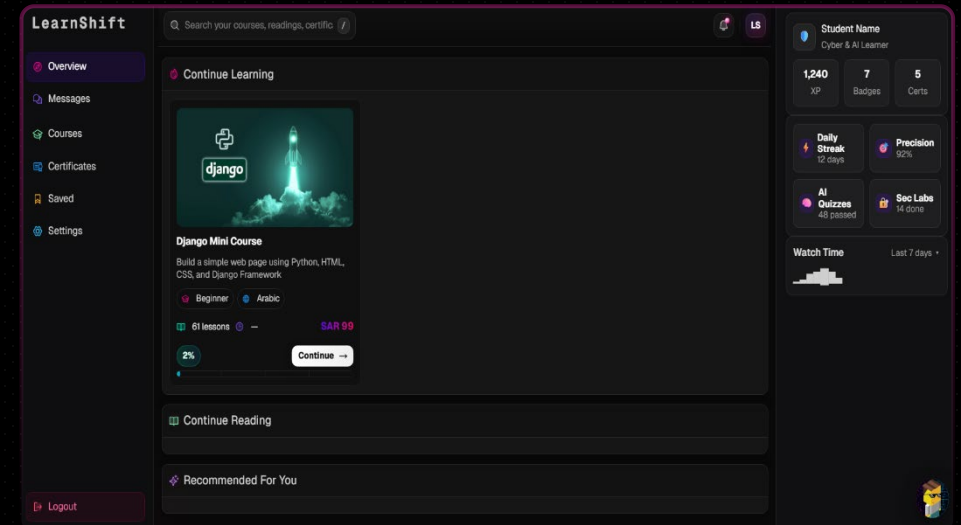 LearnShift
Overview
Messages
Courses
Certificates
Saved
Settings
Logout
Search your courses, readings, certific /
LS
Continue Learning
django
Django Mini Course
Build a simple web page using Python, HTML,
CSS, and Django Framework
Beginner Arabic
61 lessons — SAR 99
2% Continue →
Continue Reading
Recommended For You
Student Name
Cyber & AI Learner
1,240 7 5
XP Badges Certs
Daily
Streak
12 days
Precision
92%
AI
Quizzes
48 passed
Sec Labs
14 done
Watch Time Last 7 days